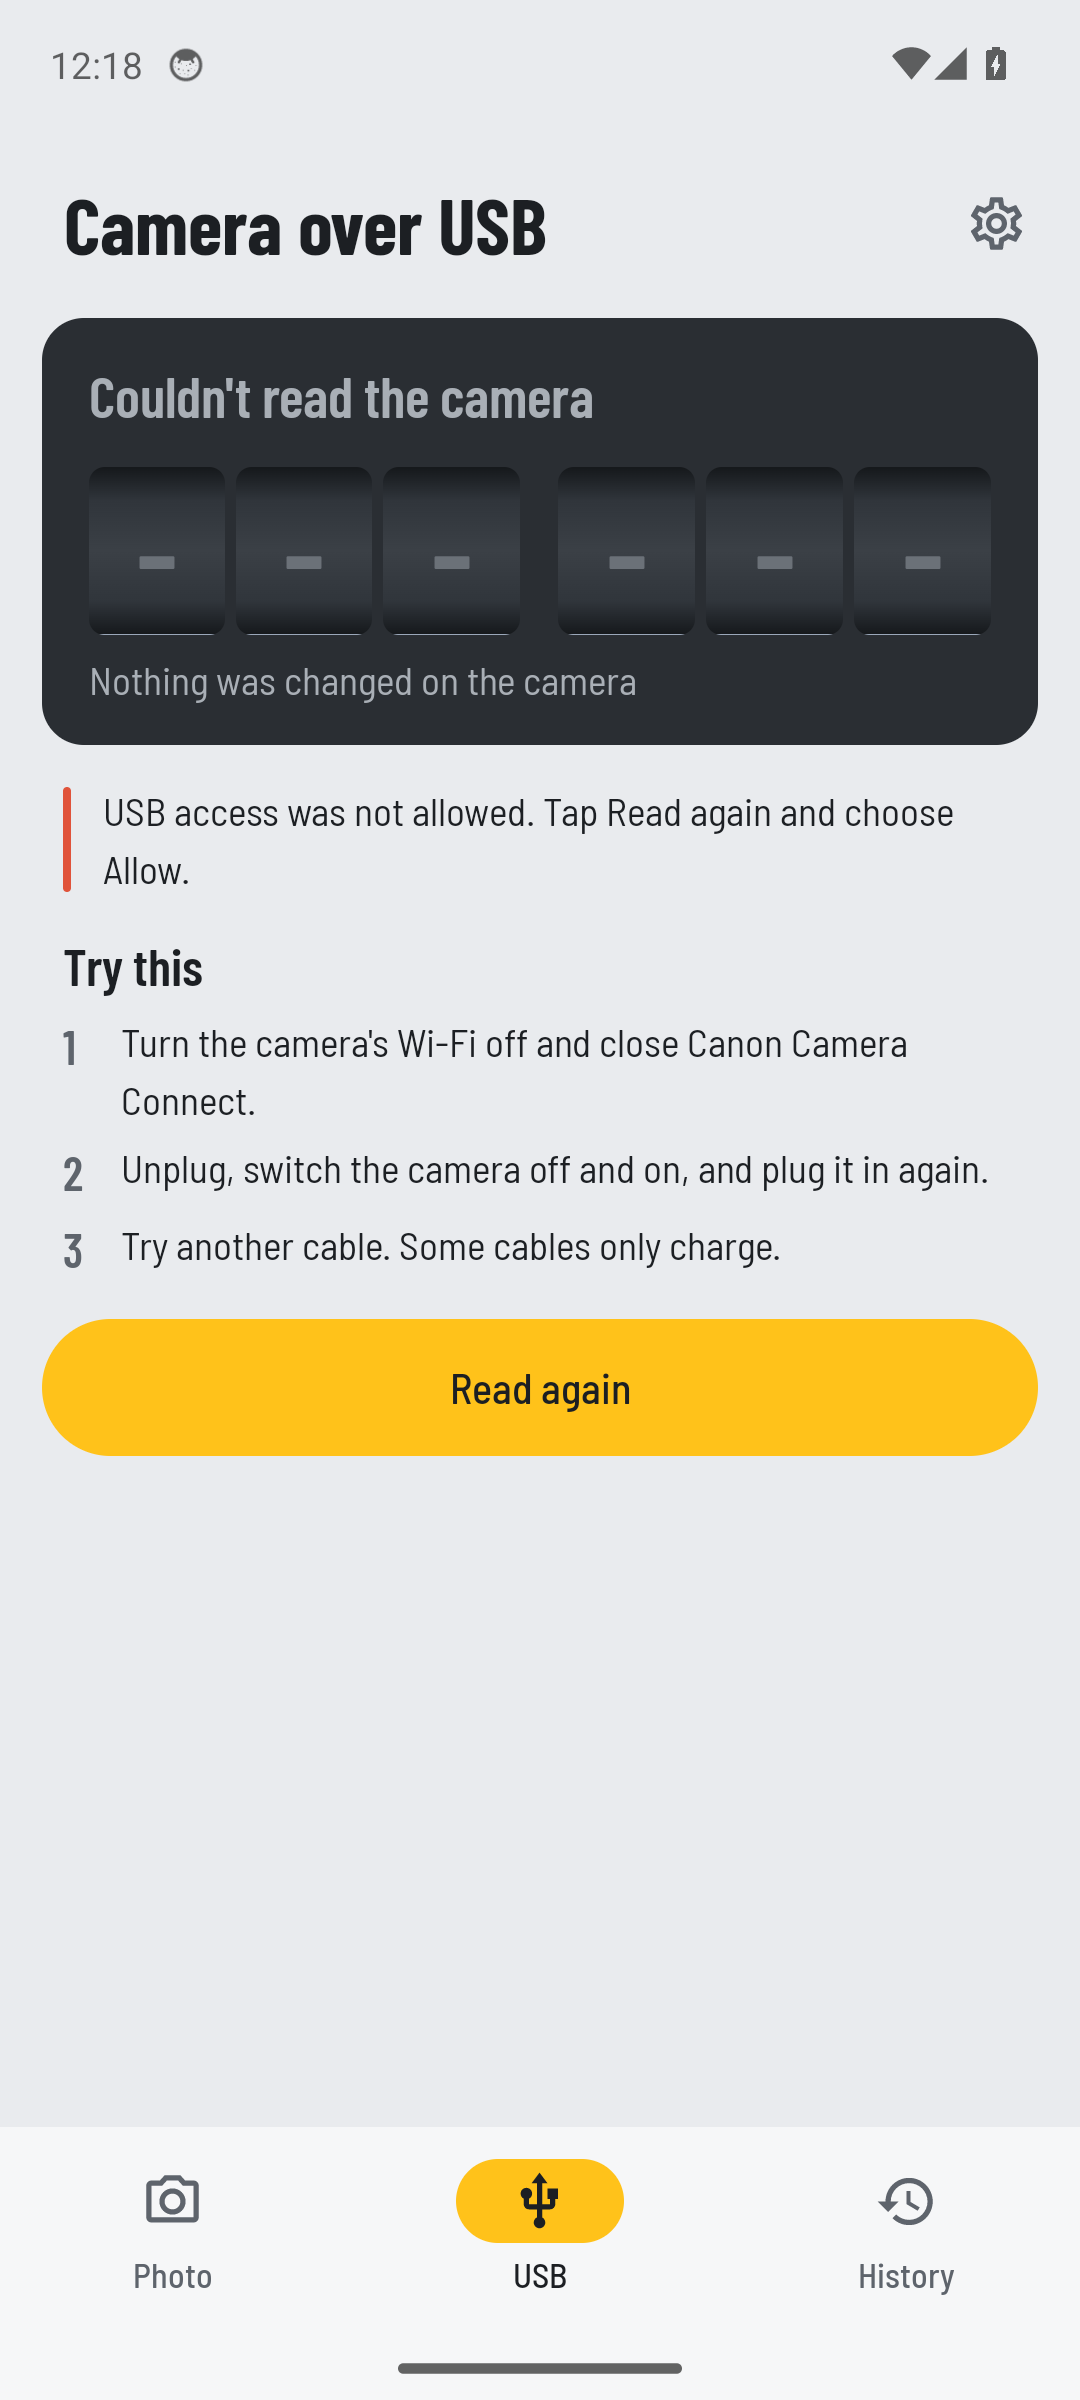 12:18
Camera over USB
Couldn't read the camera
- - - - - -
Nothing was changed on the camera
USB access was not allowed. Tap Read again and choose
Allow.
Try this
1 Turn the camera's Wi-Fi off and close Canon Camera
Connect.
2 Unplug, switch the camera off and on, and plug it in again.
3 Try another cable. Some cables only charge.
Read again
Photo USB History